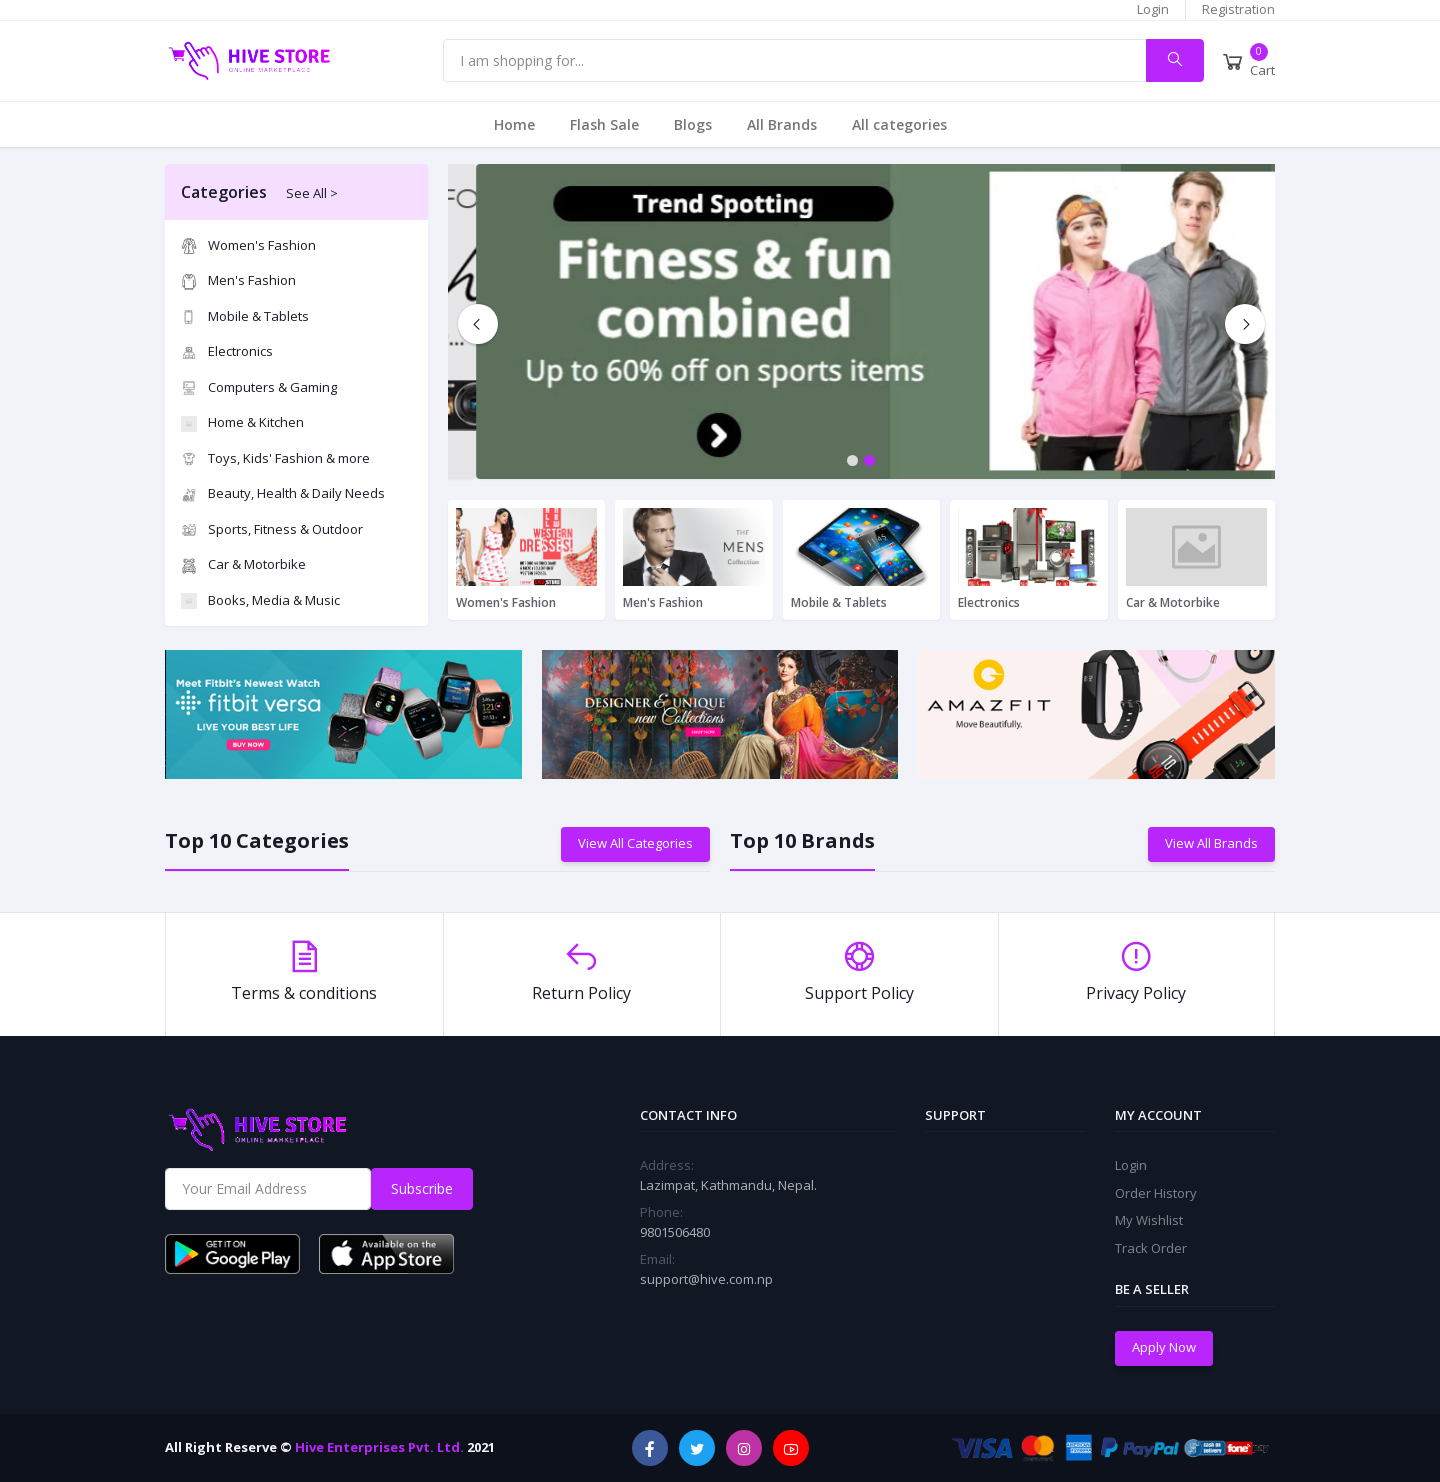 Login
Registration
HIVE STORE
ONLINE MARKETPLACE
I am shopping for...
0
Cart
Home
Flash Sale
Blogs
All Brands
All categories
Categories
See All >
Women's Fashion
Men's Fashion
Mobile & Tablets
Electronics
Computers & Gaming
Home & Kitchen
Toys, Kids' Fashion & more
Beauty, Health & Daily Needs
Sports, Fitness & Outdoor
Car & Motorbike
Books, Media & Music
Trend Spotting
Fitness & fun
combined
Up to 60% off on sports items
WESTERN
DRESSES!
THE
MENS
Collection
Women's Fashion
Men's Fashion
Mobile & Tablets
Electronics
Car & Motorbike
Meet Fitbit's Newest Watch
fitbit versa
LIVE YOUR BEST LIFE
BUY NOW
DESIGNER & UNIQUE
new Collections
SHOP NOW
AMAZFIT
Move Beautifully.
Top 10 Categories
View All Categories
Top 10 Brands
View All Brands
Terms & conditions
Return Policy
Support Policy
Privacy Policy
HIVE STORE
ONLINE MARKETPLACE
Your Email Address
Subscribe
GET IT ON
Google Play
Available on the
App Store
CONTACT INFO
Address:
Lazimpat, Kathmandu, Nepal.
Phone:
9801506480
Email:
support@hive.com.np
SUPPORT
MY ACCOUNT
Login
Order History
My Wishlist
Track Order
BE A SELLER
Apply Now
All Right Reserve © Hive Enterprises Pvt. Ltd. 2021
VISA
AMERICAN EXPRESS
PayPal
CASH ON DELIVERY
fone